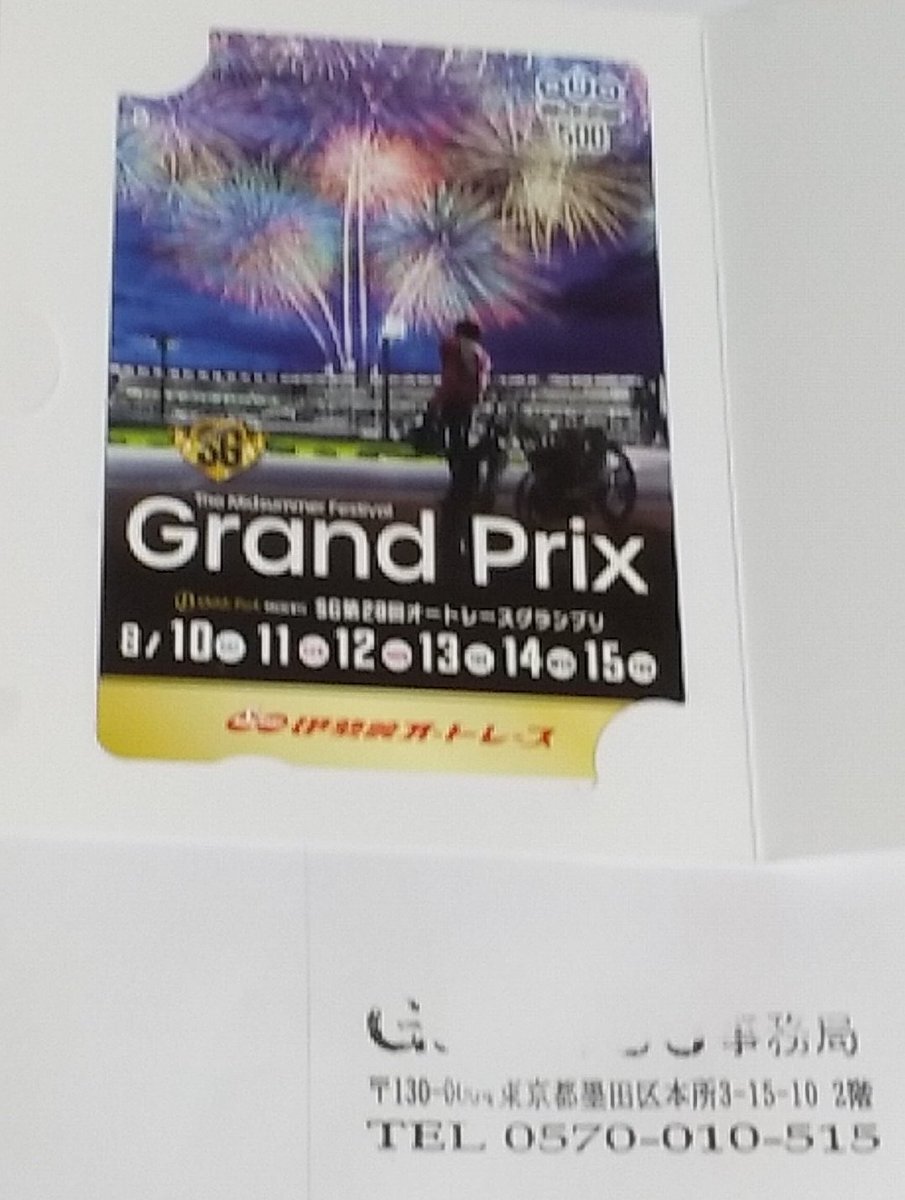 500
SG
The Midsummer Festival
Grand Prix
SG第28回オートレースグランプリ
8/10 11 12 13 14 15
伊勢崎オートレース
事務局
〒130-00 東京都墨田区本所3-15-10 2階
TEL 0570-010-515